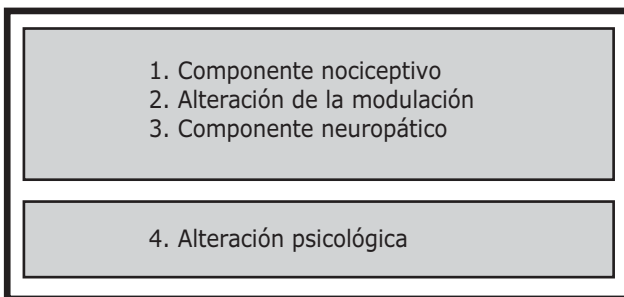 1. Componente nociceptivo
2. Alteración de la modulación
3. Componente neuropático
4. Alteración psicológica